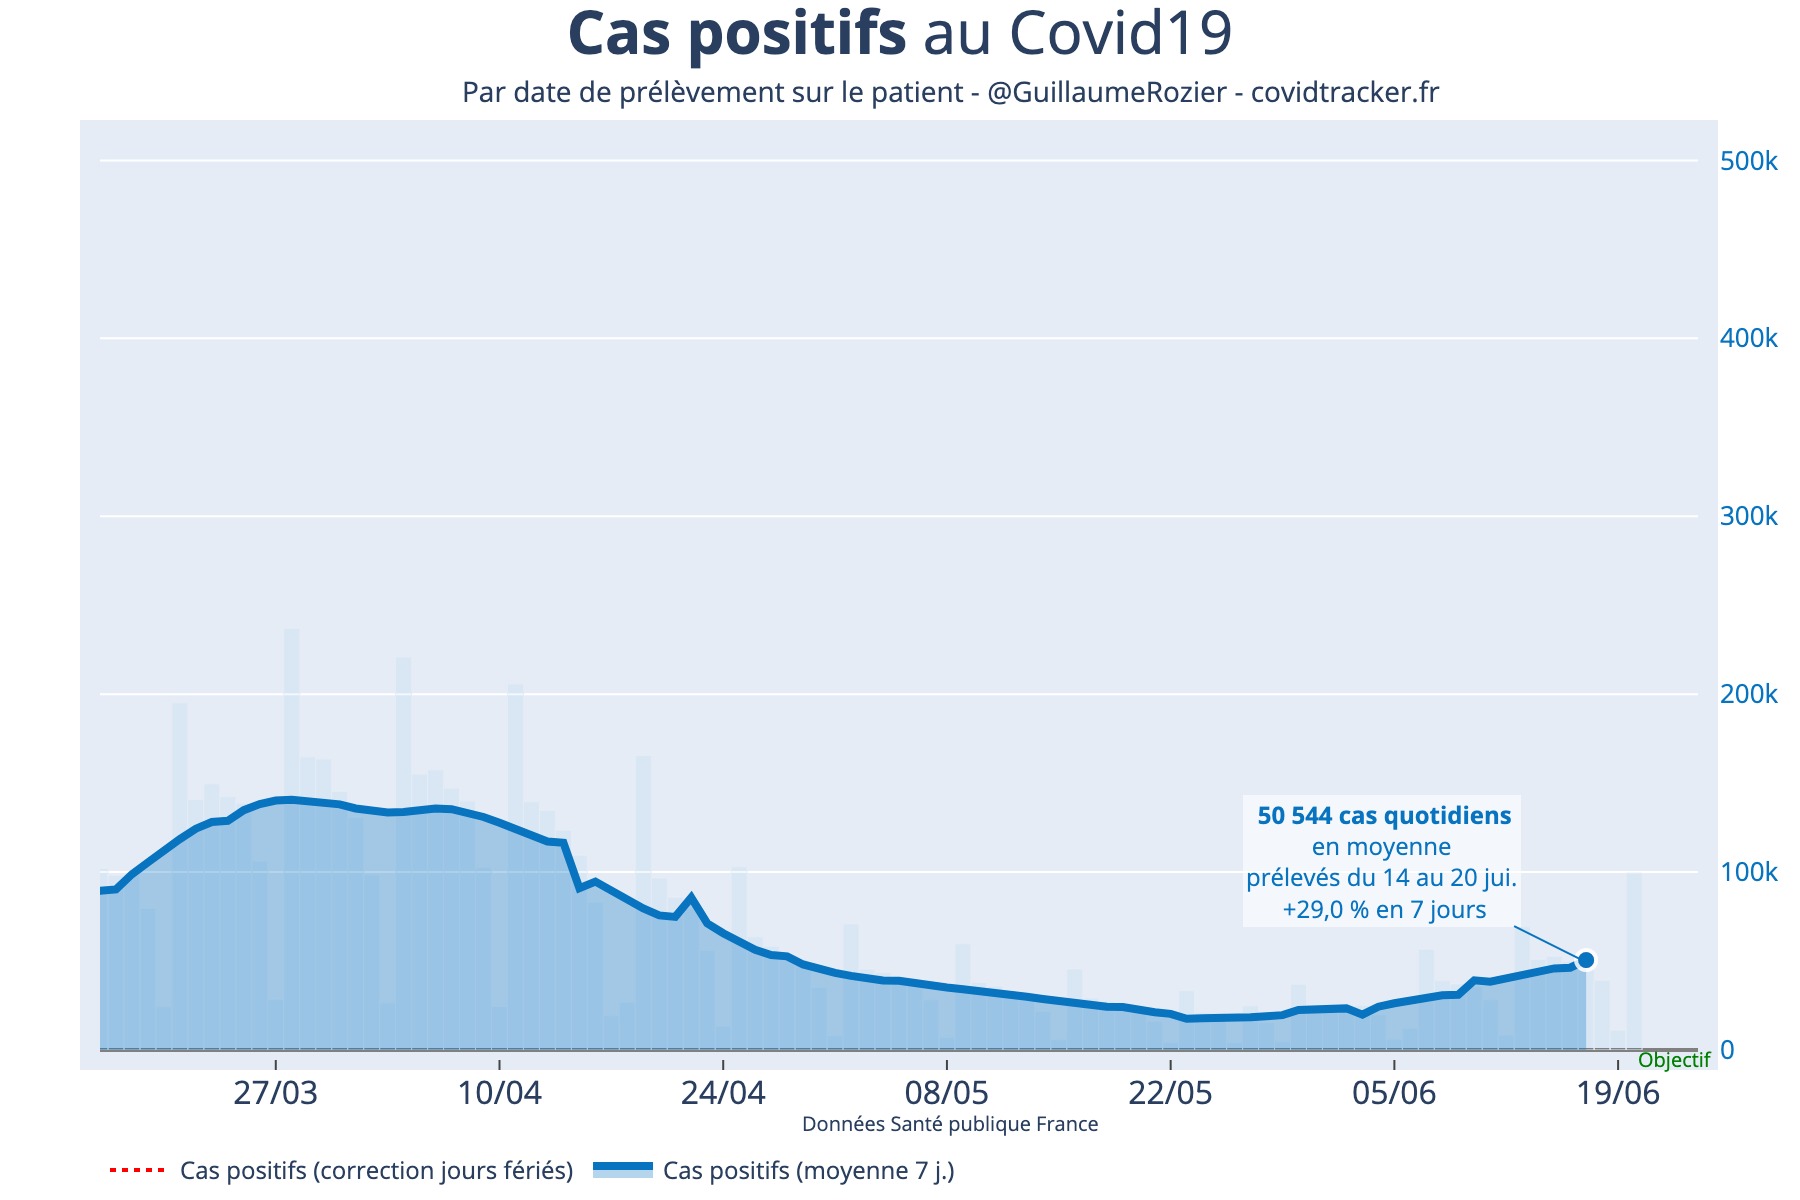 Cas positifs au Covid19
Par date de prélèvement sur le patient - @GuillaumeRozier - covidtracker.fr
500k
400k
300k
200k
100k
0
50 544 cas quotidiens
en moyenne
prélevés du 14 au 20 jui.
+29,0 % en 7 jours
Objectif
27/03
10/04
24/04
08/05
22/05
05/06
19/06
Données Santé publique France
Cas positifs (correction jours fériés)
Cas positifs (moyenne 7 j.)